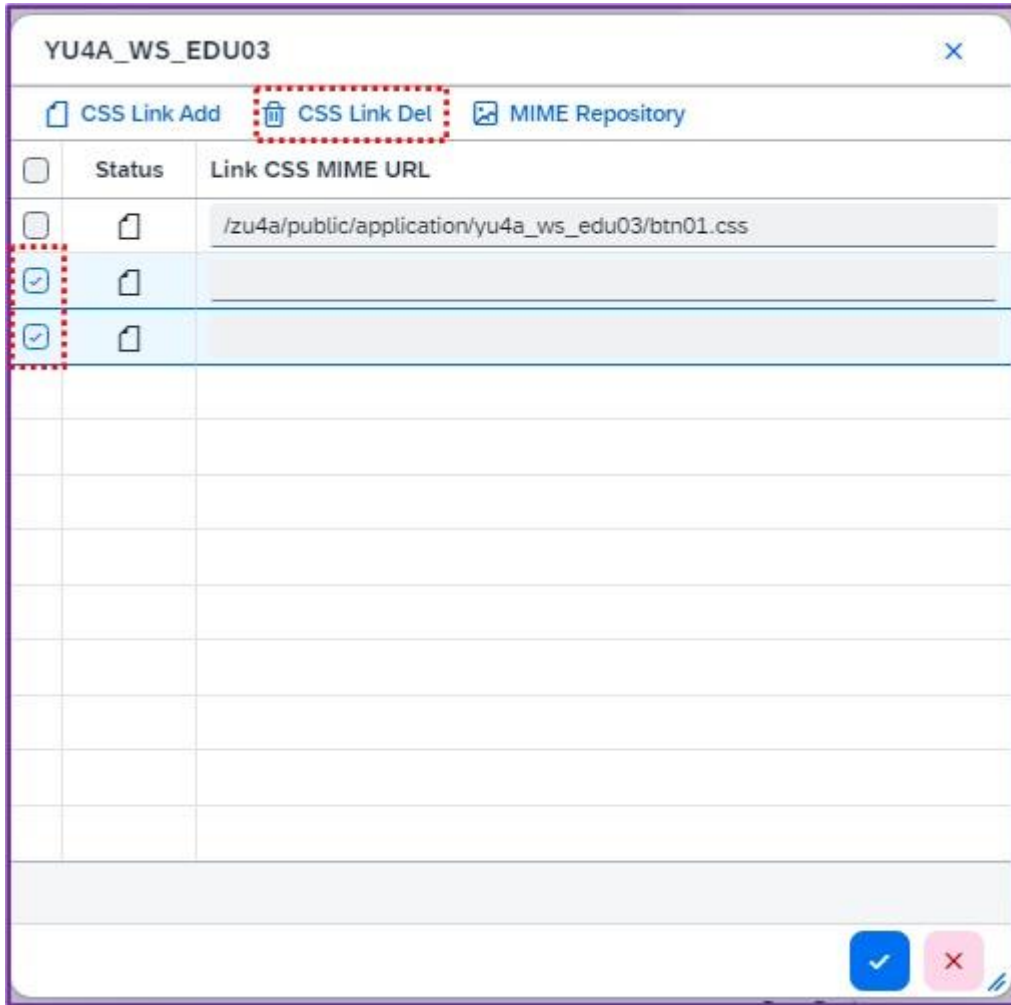 YU4A_WS_EDU03
CSS Link Add CSS Link Del MIME Repository
Status Link CSS MIME URL
/zu4a/public/application/yu4a_ws_edu03/btn01.css